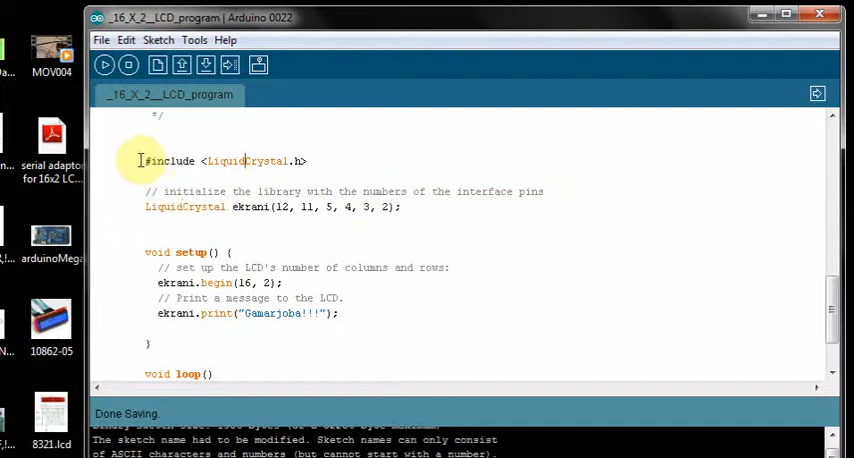 _16_X_2__LCD_program | Arduino 0022
File Edit Sketch Tools Help
_16_X_2__LCD_program
*/
#include <LiquidCrystal.h>
// initialize the library with the numbers of the interface pins
LiquidCrystal ekrani(12, 11, 5, 4, 3, 2);
void setup() {
// set up the LCD's number of columns and rows:
ekrani.begin(16, 2);
// Print a message to the LCD.
ekrani.print("Gamarjoba!!!");
}
void loop()
Done Saving.
The sketch name had to be modified. Sketch names can only consist
of ASCII characters and numbers (but cannot start with a number).
MOV004
serial adaptor
for 16x2 LC...
arduinoMega
10862-05
8321.lcd